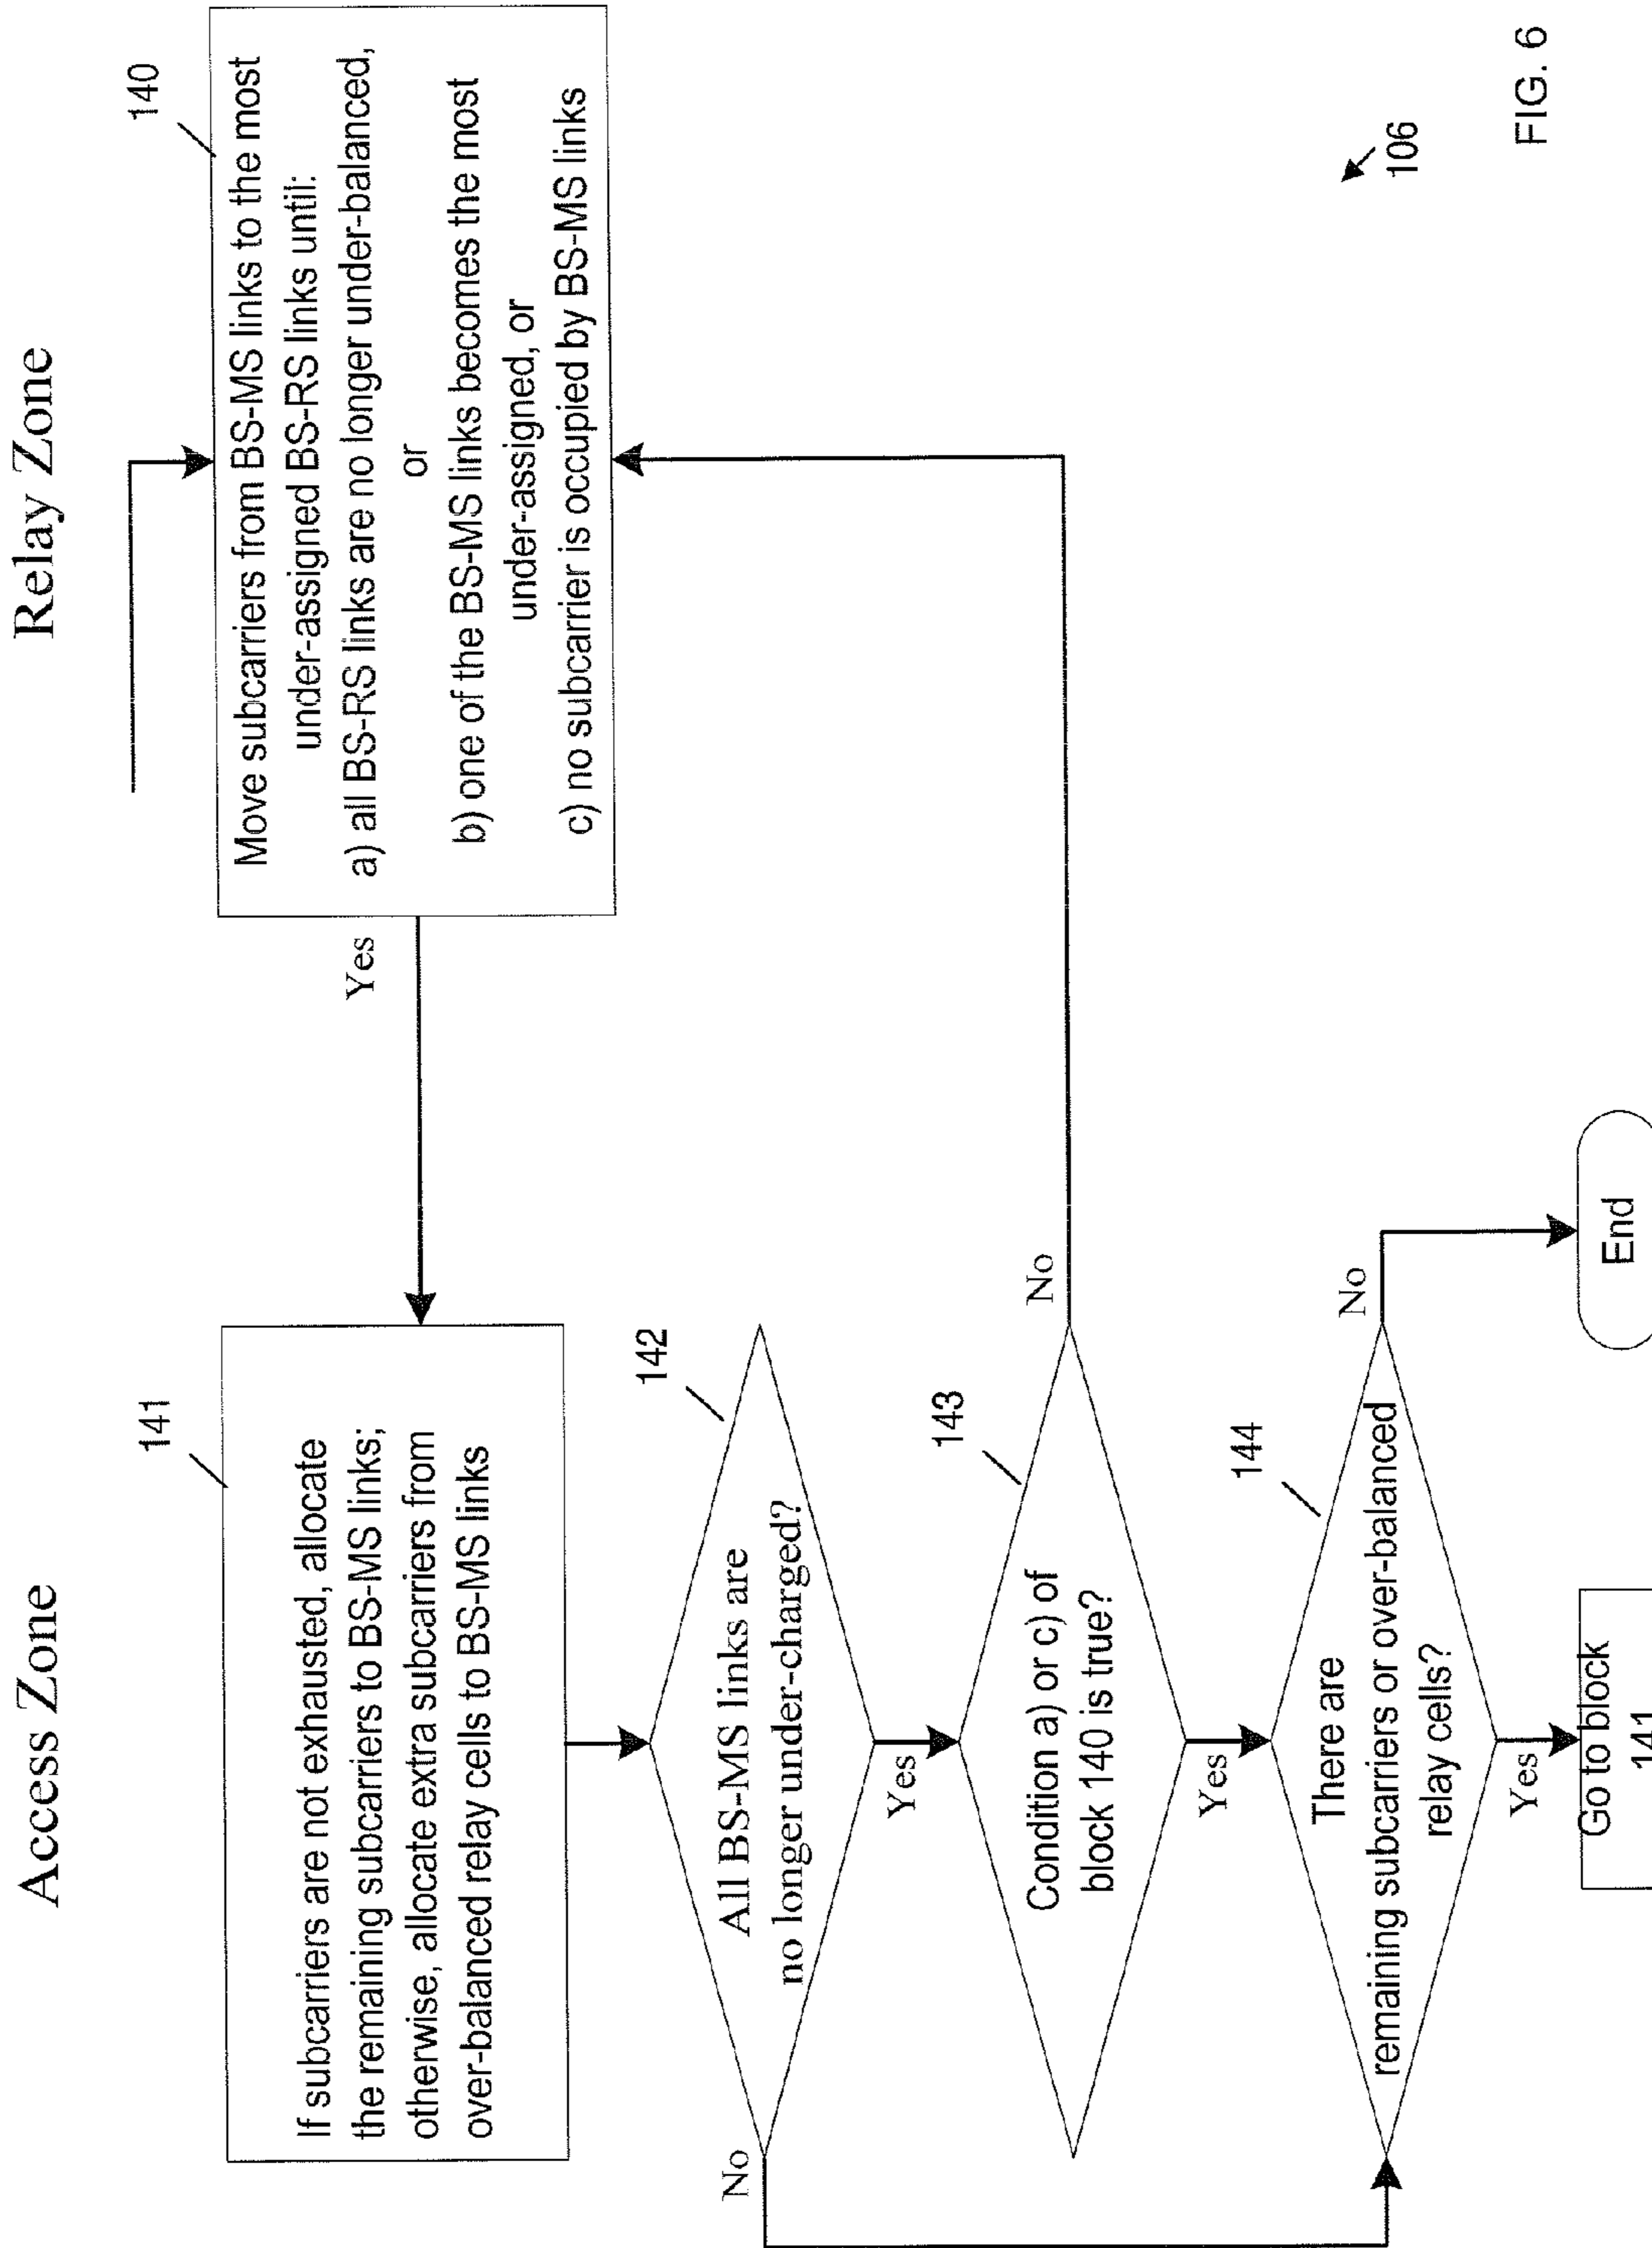 Access Zone
Relay Zone
140
Move subcarriers from BS-MS links to the most
under-assigned BS-RS links until:
a) all BS-RS links are no longer under-balanced,
or
b) one of the BS-MS links becomes the most
under-assigned, or
c) no subcarrier is occupied by BS-MS links
Yes
141
If subcarriers are not exhausted, allocate
the remaining subcarriers to BS-MS links;
otherwise, allocate extra subcarriers from
over-balanced relay cells to BS-MS links
142
All BS-MS links are
no longer under-charged?
No
Yes
143
Condition a) or c) of
block 140 is true?
No
Yes
144
There are
remaining subcarriers or over-balanced
relay cells?
No
Yes
Go to block
141
End
106
FIG. 6